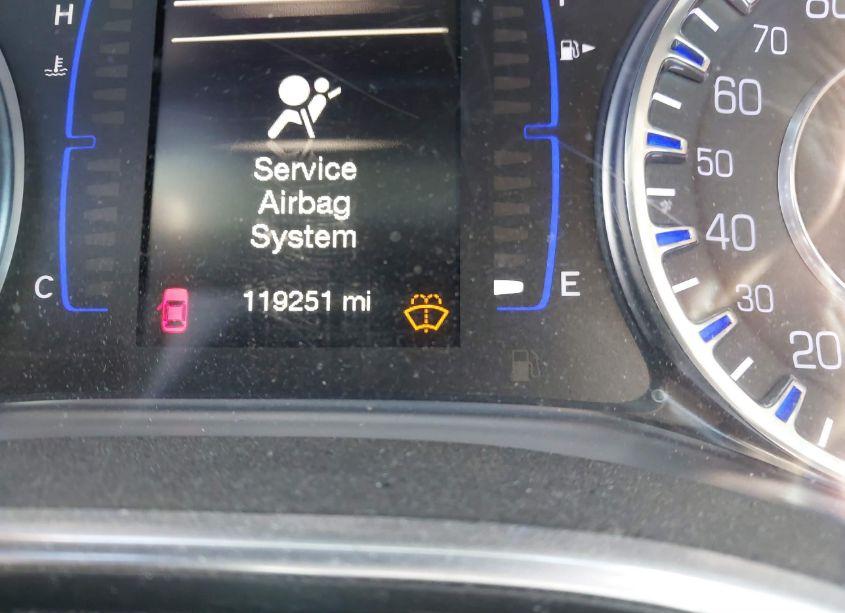 H
70
60
Service
50
Airbag
40
System
C
E
119251 mi
30
20